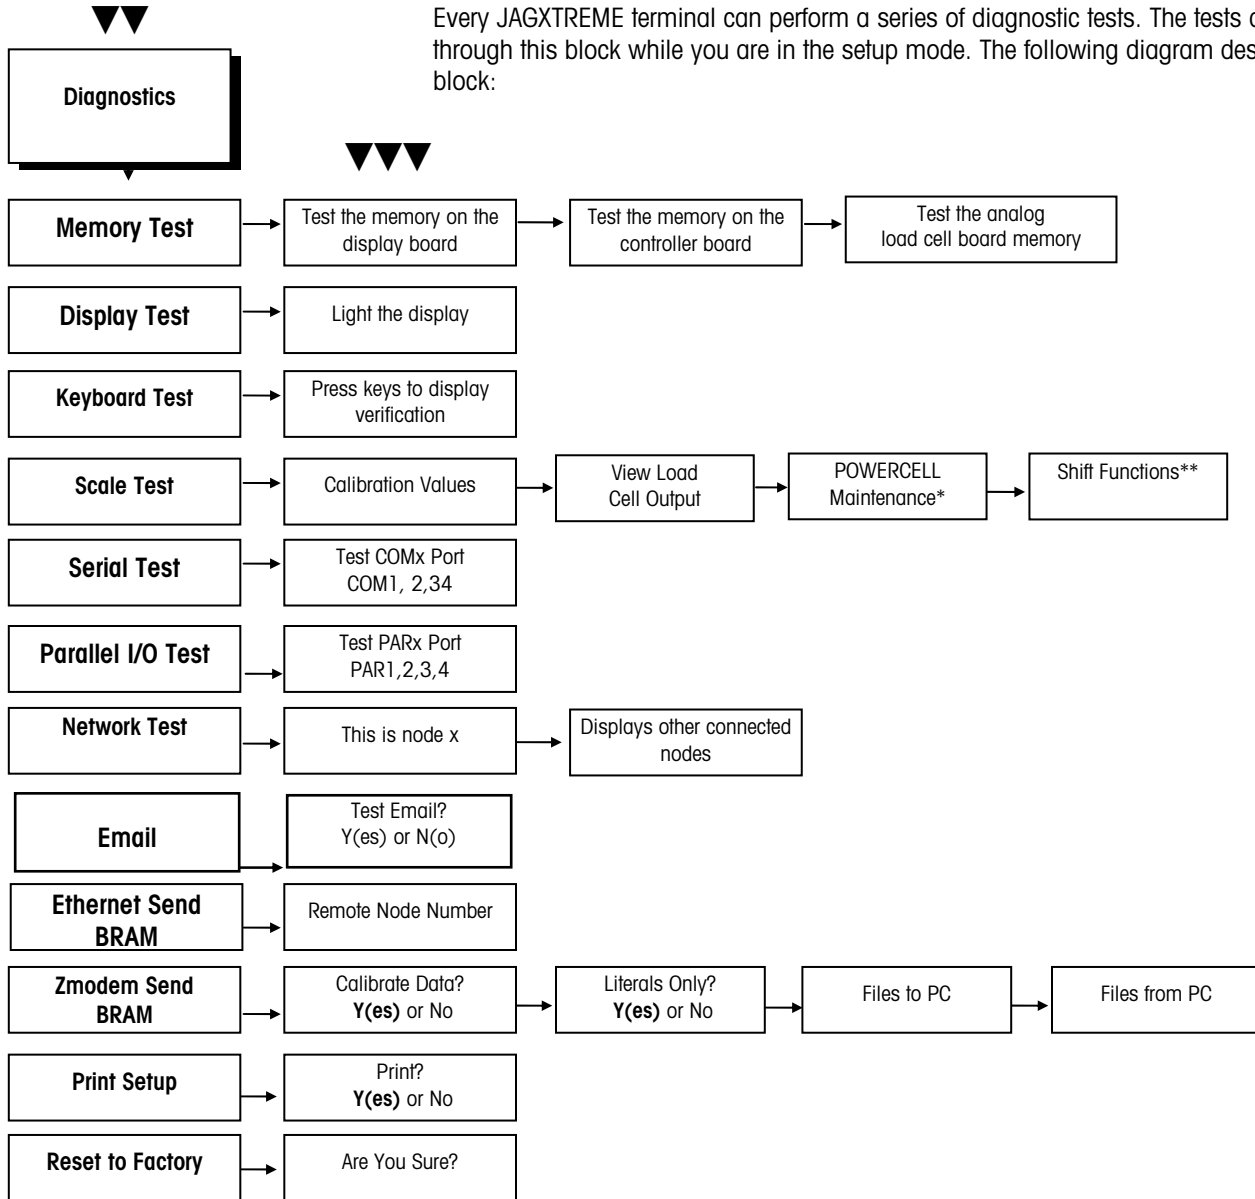 Every JAGXTREME terminal can perform a series of diagnostic tests. The tests
through this block while you are in the setup mode. The following diagram
block:
Diagnostics
Memory Test
Test the memory on the
display board
Test the memory on the
controller board
Test the analog
load cell board memory
Display Test
Light the display
Keyboard Test
Press keys to display
verification
Scale Test
Calibration Values
View Load
Cell Output
POWERCELL
Maintenance*
Shift Functions**
Serial Test
Test COMx Port
COM1, 2,34
Parallel I/O Test
Test PARx Port
PAR1,2,3,4
Network Test
This is node x
Displays other connected
nodes
Email
Test Email?
Y(es) or N(o)
Ethernet Send
BRAM
Remote Node Number
Zmodem Send
BRAM
Calibrate Data?
Y(es) or No
Literals Only?
Y(es) or No
Files to PC
Files from PC
Print Setup
Print?
Y(es) or No
Reset to Factory
Are You Sure?